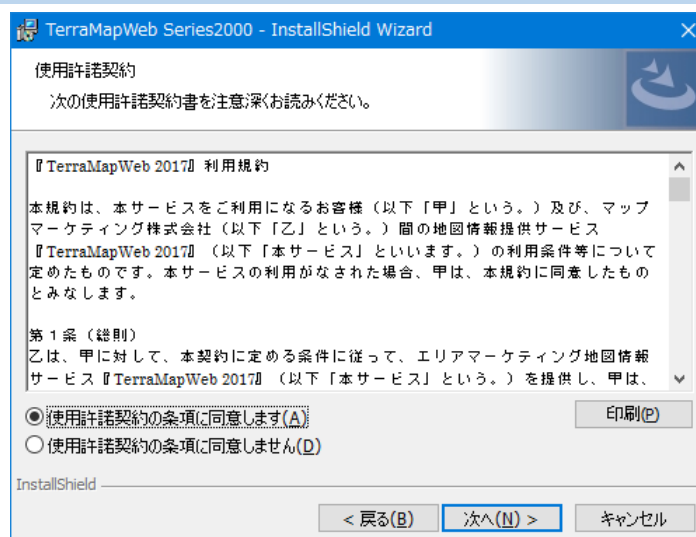 TerraMapWeb Series2000 - InstallShield Wizard
使用許諾契約
次の使用許諾契約書を注意深くお読みください。
『TerraMapWeb 2017』利用規約
本規約は、本サービスをご利用になるお客様（以下「甲」という。）及び、マップ
マーケティング株式会社（以下「乙」という。）間の地図情報提供サービス
『TerraMapWeb 2017』（以下「本サービス」といいます。）の利用条件等について
定めたものです。本サービスの利用がなされた場合、甲は、本規約に同意したもの
とみなします。
第１条（総則）
乙は、甲に対して、本契約に定める条件に従って、エリアマーケティング地図情報
サービス『TerraMapWeb 2017』（以下「本サービス」という。）を提供し、甲は、
使用許諾契約の条項に同意します(A)
印刷(P)
使用許諾契約の条項に同意しません(D)
InstallShield
< 戻る(B)
次へ(N) >
キャンセル